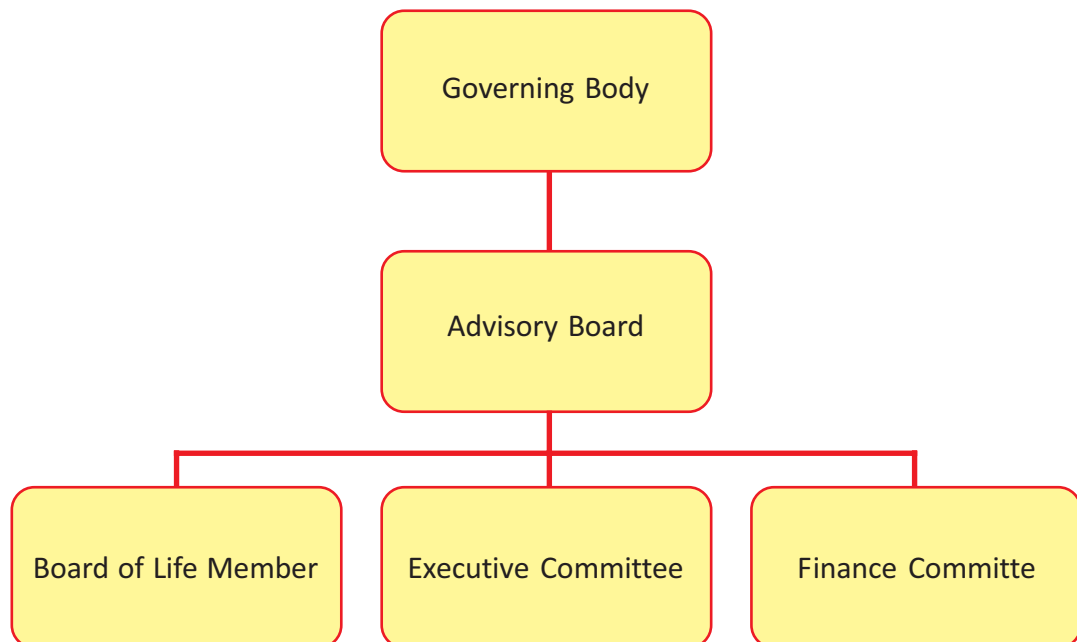 Governing Body
Advisory Board
Board of Life Member
Executive Committee
Finance Committe